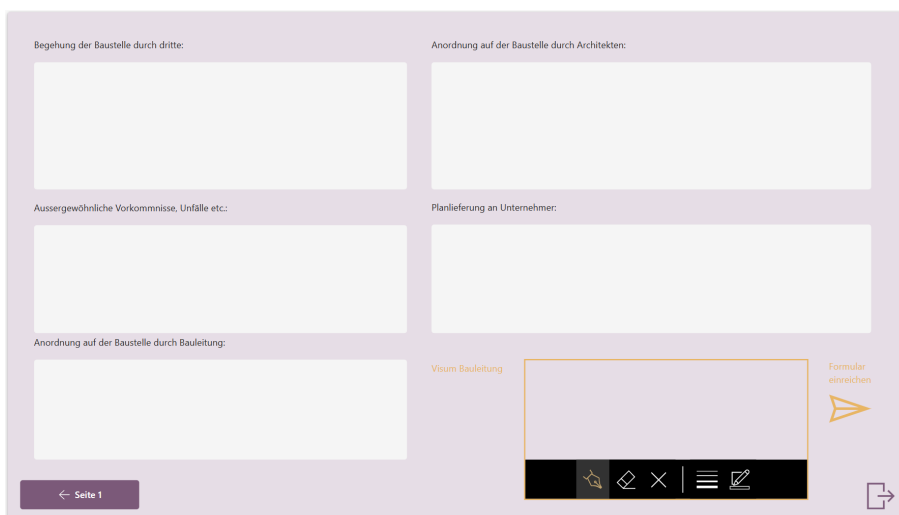 Begehung der Baustelle durch dritte:
Anordnung auf der Baustelle durch Architekten:
Aussergewöhnliche Vorkommnisse, Unfälle etc.:
Planlieferung an Unternehmer:
Anordnung auf der Baustelle durch Bauleitung:
Visum Bauleitung
Formular
einreichen
← Seite 1